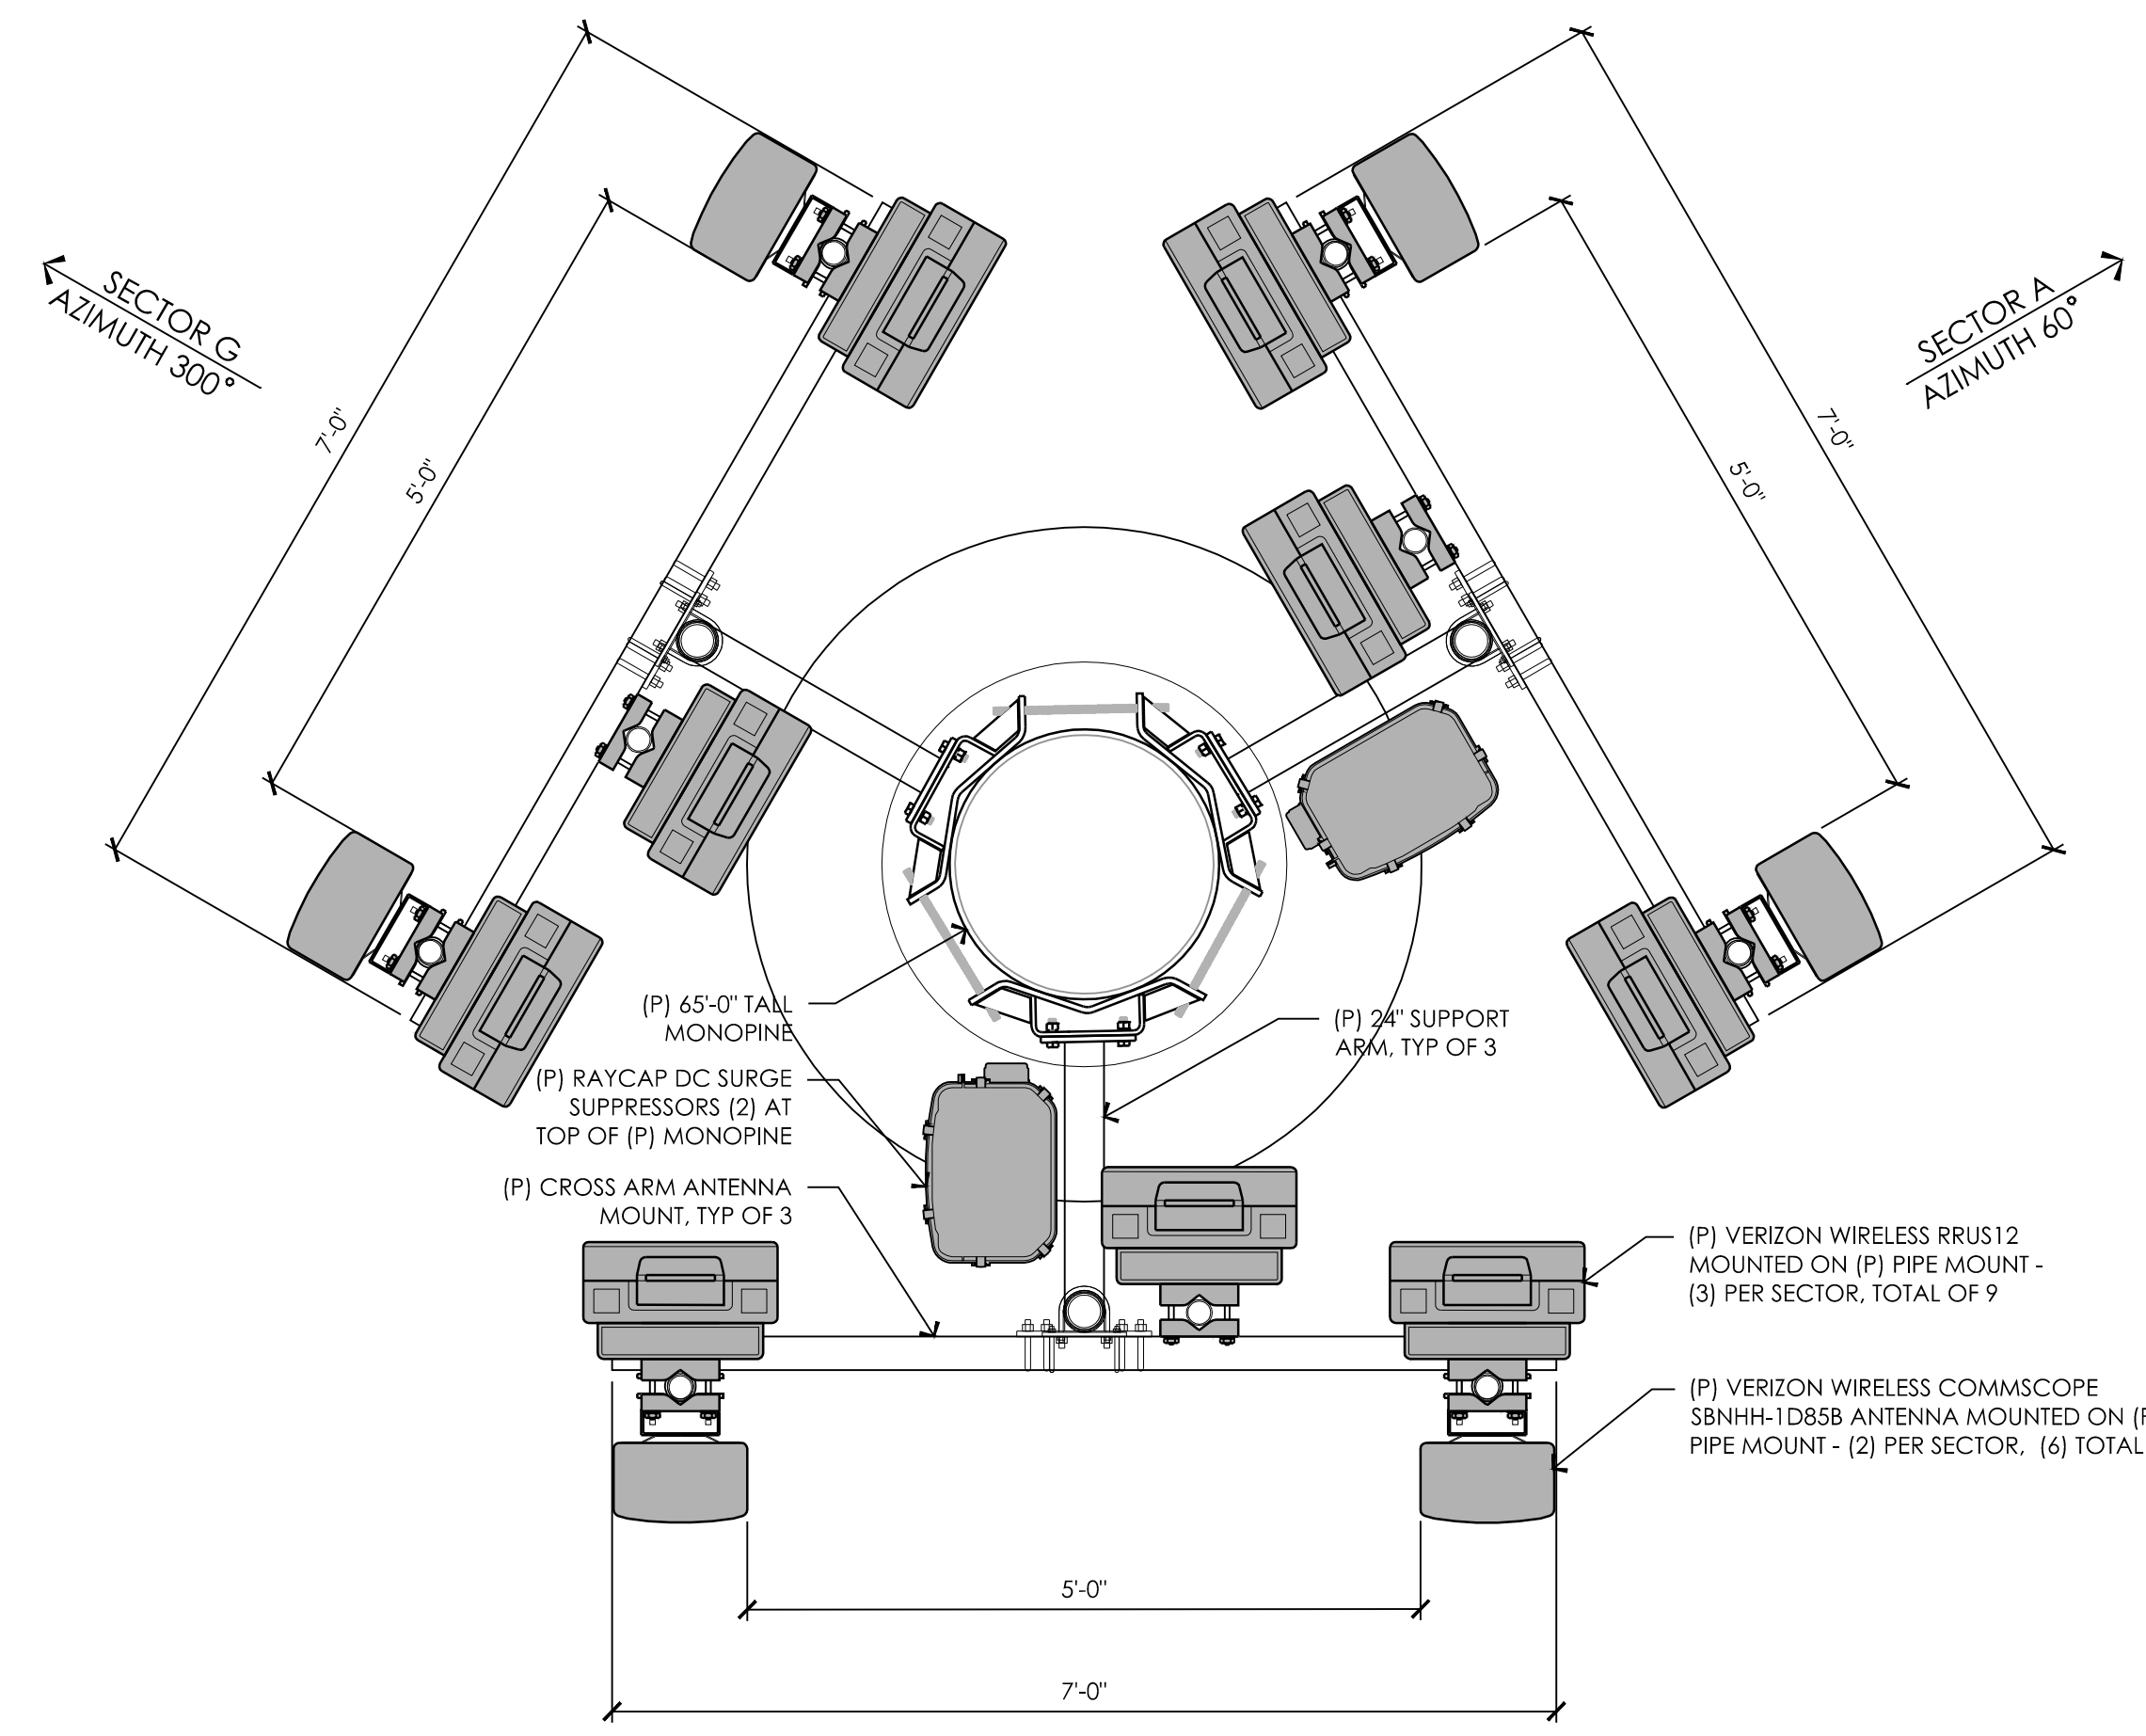 SECTOR G
AZIMUTH 300°
SECTOR A
AZIMUTH 60°
7'-0"
5'-0"
7'-0"
5'-0"
(P) 65'-0" TALL
MONOPINE
(P) 24" SUPPORT
ARM, TYP OF 3
(P) RAYCAP DC SURGE
SUPPRESSORS (2) AT
TOP OF (P) MONOPINE
(P) CROSS ARM ANTENNA
MOUNT, TYP OF 3
(P) VERIZON WIRELESS RRUS12
MOUNTED ON (P) PIPE MOUNT -
(3) PER SECTOR, TOTAL OF 9
(P) VERIZON WIRELESS COMMSCOPE
SBNHH-1D85B ANTENNA MOUNTED ON
PIPE MOUNT - (2) PER SECTOR, (6) TOTAL
5'-0"
7'-0"